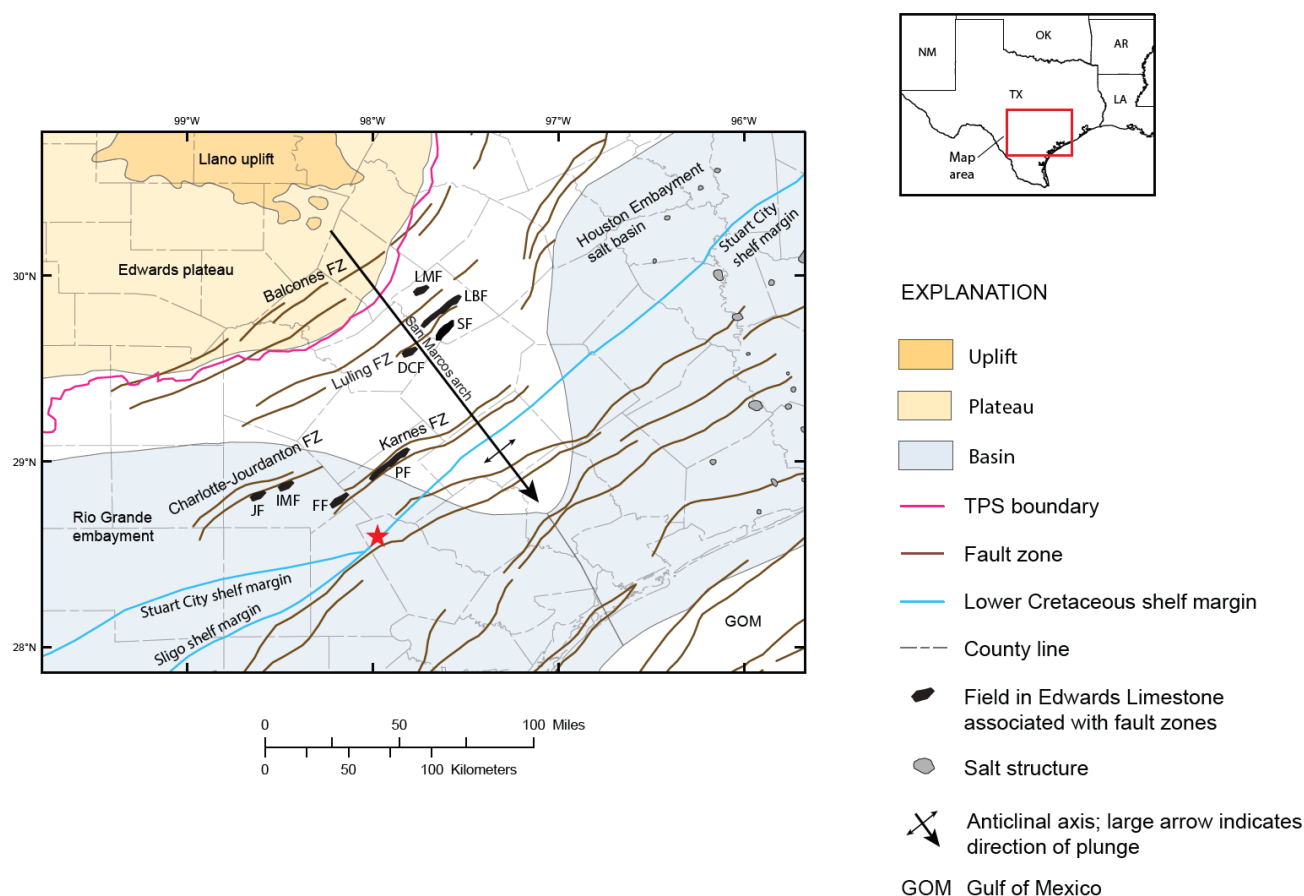 NM
OK
AR
TX
LA
Map
area
99°W
98°W
97°W
96°W
30°N
29°N
28°N
Llano uplift
Edwards plateau
Balcones FZ
Houston Embayment
salt basin
Stuart City
shelf margin
LMF
LBF
SF
DCF
San Marcos arch
Luling FZ
Karnes FZ
PF
Charlotte-Jourdanton FZ
JF
IMF
FF
Rio Grande
embayment
Stuart City shelf margin
Sligo shelf margin
GOM
0 50 100 Miles
0 50 100 Kilometers
EXPLANATION
Uplift
Plateau
Basin
TPS boundary
Fault zone
Lower Cretaceous shelf margin
County line
Field in Edwards Limestone
associated with fault zones
Salt structure
Anticlinal axis; large arrow indicates
direction of plunge
GOM Gulf of Mexico